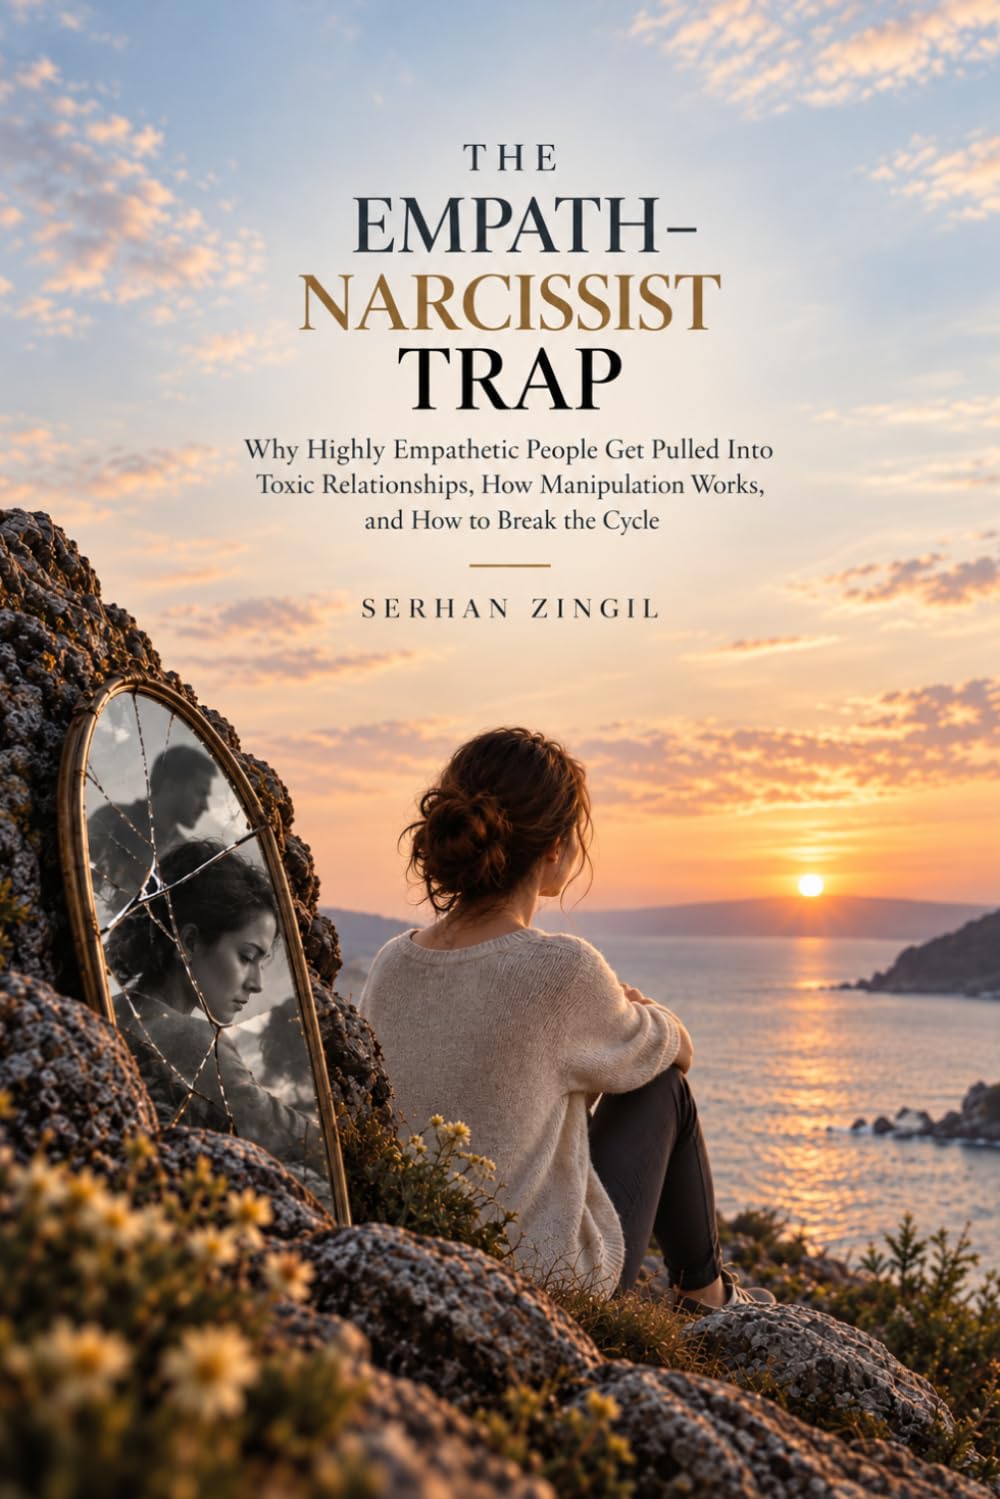 THE
EMPATH–
NARCISSIST
TRAP
Why Highly Empathetic People Get Pulled Into
Toxic Relationships, How Manipulation Works,
and How to Break the Cycle
SERHAN ZINGIL